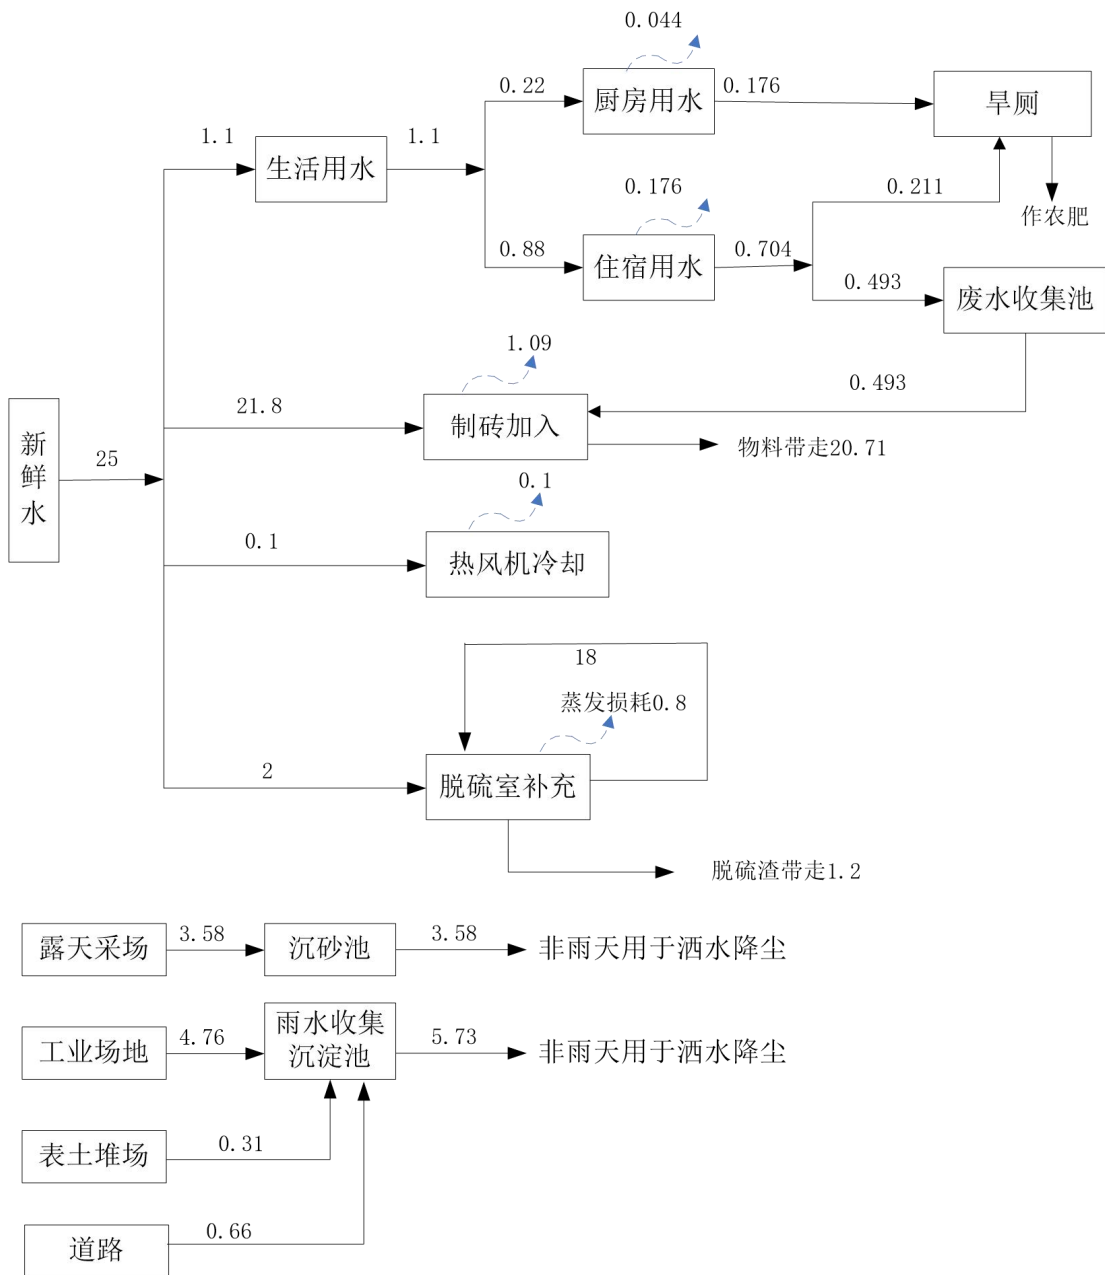 0.044
0.22
厨房用水
0.176
旱厕
1.1
生活用水
1.1
0.176
0.211
作农肥
0.88
住宿用水
0.704
0.493
废水收集池
1.09
0.493
21.8
制砖加入
物料带走20.71
新鲜水
25
0.1
0.1
热风机冷却
18
蒸发损耗0.8
2
脱硫室补充
脱硫渣带走1.2
露天采场
3.58
沉砂池
3.58
非雨天用于洒水降尘
工业场地
4.76
雨水收集
沉淀池
5.73
非雨天用于洒水降尘
表土堆场
0.31
道路
0.66